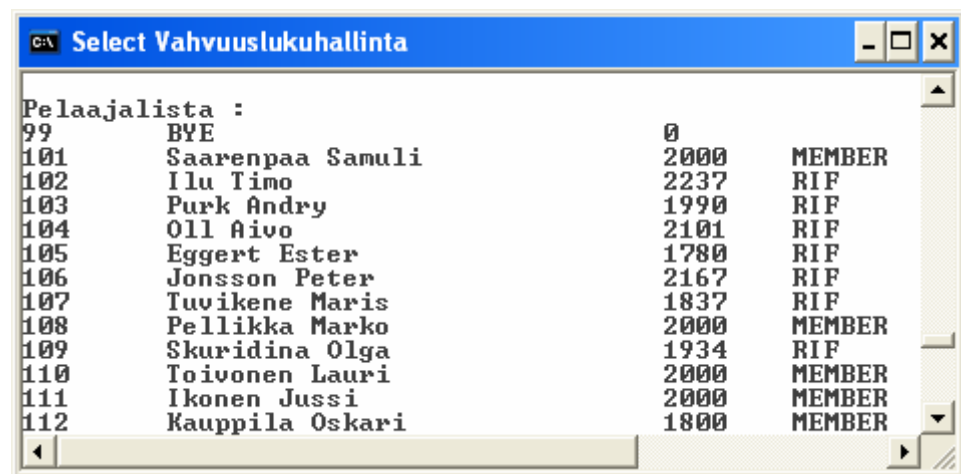 C:\ Select Vahvuuslukuhallinta
Pelaajalista :
99 BYE 0
101 Saarenpaa Samuli 2000 MEMBER
102 Ilu Timo 2237 RIF
103 Purk Andry 1990 RIF
104 Oll Aivo 2101 RIF
105 Eggert Ester 1780 RIF
106 Jonsson Peter 2167 RIF
107 Tuvikene Maris 1837 RIF
108 Pellikka Marko 2000 MEMBER
109 Skuridina Olga 1934 RIF
110 Toivonen Lauri 2000 MEMBER
111 Ikonen Jussi 2000 MEMBER
112 Kauppila Oskari 1800 MEMBER